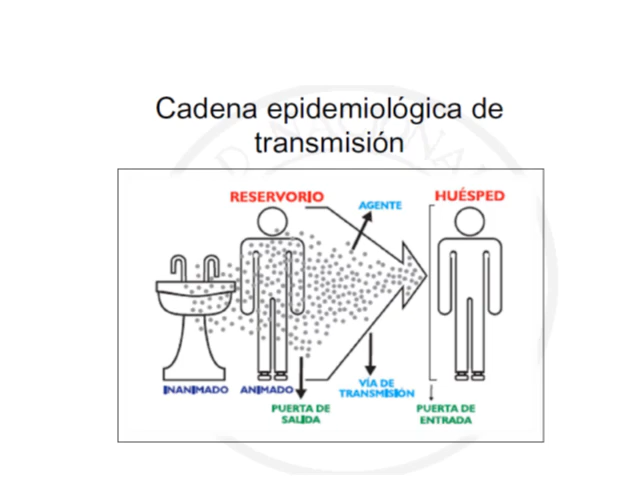 Cadena epidemiológica de
transmisión
RESERVORIO
HUÉSPED
AGENTE
INANIMADO
ANIMADO
VÍA DE
TRANSMISIÓN
PUERTA DE
SALIDA
PUERTA DE
ENTRADA